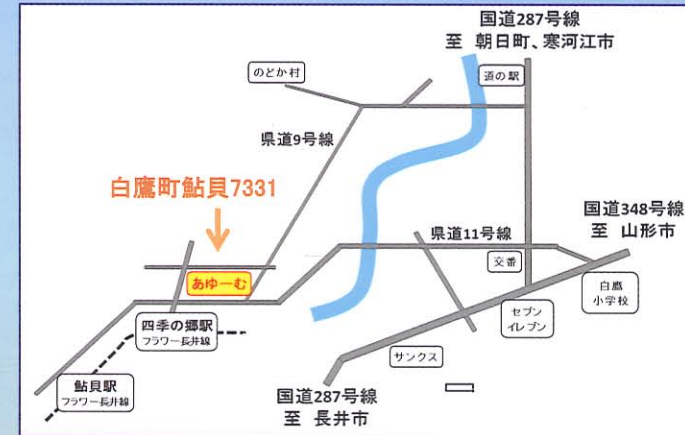 国道287号線
至 朝日町、寒河江市
のどか村
道の駅
県道9号線
白鷹町鮎貝7331
国道348号線
至 山形市
県道11号線
交番
あゆーむ
白鷹
小学校
四季の郷駅
フラワー長井線
セブン
イレブン
サンクス
鮎貝駅
フラワー長井線
国道287号線
至 長井市